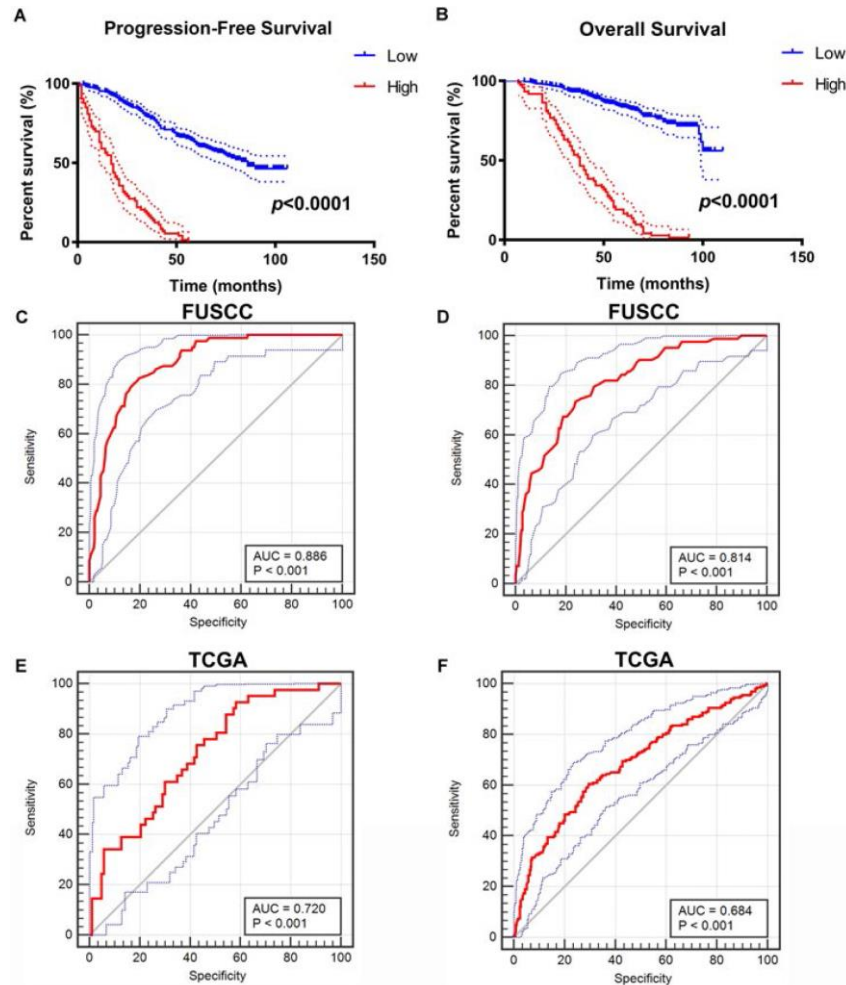 A
Progression-Free Survival
Low
High
Percent survival (%)
100
50
0
0 50 100 150
p<0.0001
Time (months)
B
Overall Survival
Low
High
Percent survival (%)
100
50
0
0 50 100 150
p<0.0001
Time (months)
C
FUSCC
Sensitivity
100
80
60
40
20
0
0 20 40 60 80 100
AUC = 0.886
P < 0.001
Specificity
D
FUSCC
Sensitivity
100
80
60
40
20
0
0 20 40 60 80 100
AUC = 0.814
P < 0.001
Specificity
E
TCGA
Sensitivity
100
80
60
40
20
0
0 20 40 60 80 100
AUC = 0.720
P < 0.001
Specificity
F
TCGA
Sensitivity
100
80
60
40
20
0
0 20 40 60 80 100
AUC = 0.684
P < 0.001
Specificity